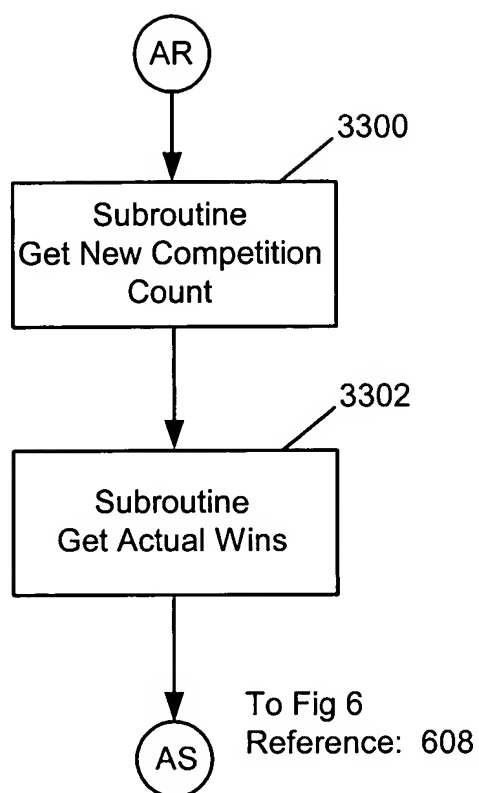 AR
3300
Subroutine
Get New Competition
Count
3302
Subroutine
Get Actual Wins
To Fig 6
Reference: 608
AS